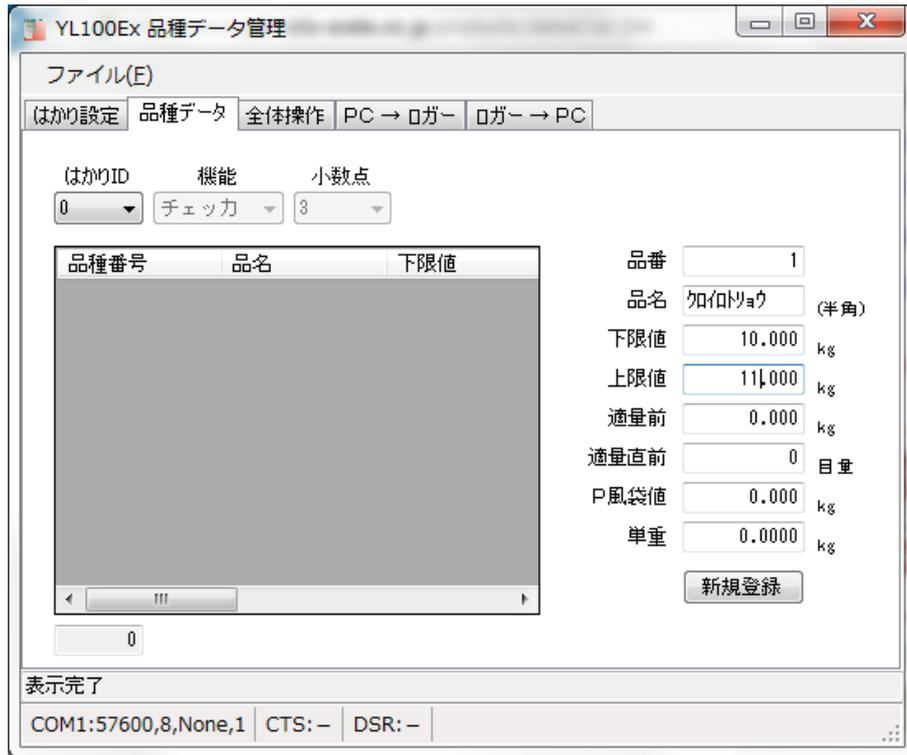 YL100Ex 品種データ管理
ファイル(F)
はかり設定 品種データ 全体操作 PC → ロガー ロガー → PC
はかりID 機能 小数点
0 チェッカ 3
品種番号 品名 下限値
品番 1
品名 ｸﾛｲﾛﾄﾘｮｳ (半角)
下限値 10.000 kg
上限値 11.000 kg
適量前 0.000 kg
適量直前 0 目量
P風袋値 0.000 kg
単重 0.0000 kg
新規登録
0
表示完了
COM1:57600,8,None,1 CTS: – DSR: –